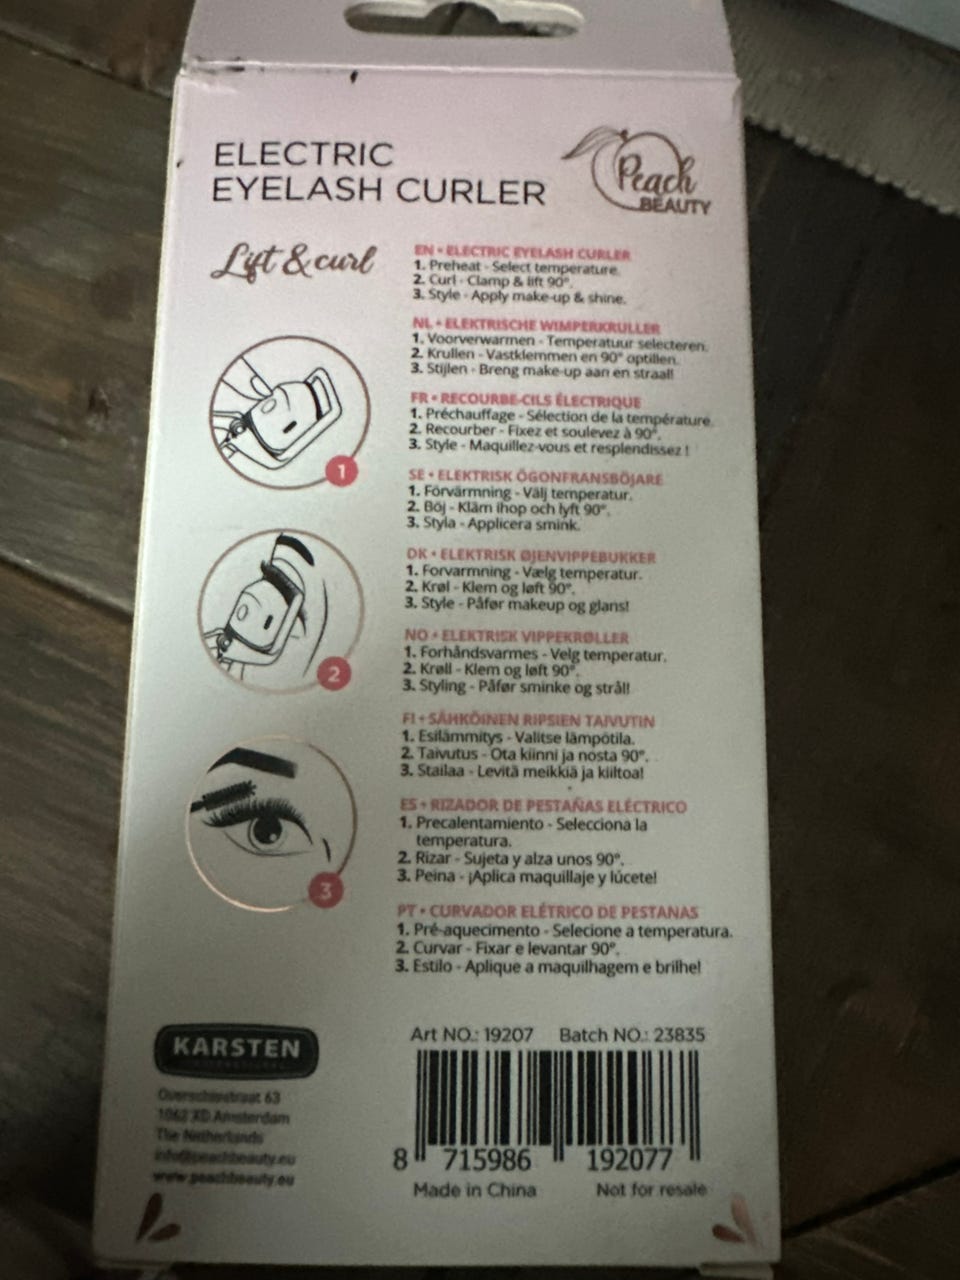 ELECTRIC
EYELASH CURLER
Peach
BEAUTY
Lift & curl
EN • ELECTRIC EYELASH CURLER
1. Preheat - Select temperature.
2. Curl - Clamp & lift 90°.
3. Style - Apply make-up & shine.
NL • ELEKTRISCHE WIMPERKRULLER
1. Voorverwarmen - Temperatuur selecteren.
2. Krullen - Vastklemmen en 90° optillen.
3. Stijlen - Breng make-up aan en straal!
FR • RECOURBE-CILS ÉLECTRIQUE
1. Préchauffage - Sélection de la température.
2. Recourber - Fixez et soulevez à 90°.
3. Style - Maquillez-vous et resplendissez !
SE • ELEKTRISK ÖGONFRANSBÖJARE
1. Förvärmning - Välj temperatur.
2. Böj - Kläm ihop och lyft 90°.
3. Styla - Applicera smink.
DK • ELEKTRISK ØJENVIPPEBUKKER
1. Forvarmning - Vælg temperatur.
2. Krøl - Klem og løft 90°.
3. Style - Påfør makeup og glans!
NO • ELEKTRISK VIPPEKRØLLER
1. Forhåndsvarmes - Velg temperatur.
2. Krøll - Klem og løft 90°.
3. Styling - Påfør sminke og strål!
FI • SÄHKÖINEN RIPSIEN TAIVUTIN
1. Esilämmitys - Valitse lämpötila.
2. Taivutus - Ota kiinni ja nosta 90°.
3. Stailaa - Levitä meikkiä ja kiiltoa!
ES • RIZADOR DE PESTAÑAS ELÉCTRICO
1. Precalentamiento - Selecciona la
temperatura.
2. Rizar - Sujeta y alza unos 90°.
3. Peina - ¡Aplica maquillaje y lúcete!
PT • CURVADOR ELÉTRICO DE PESTANAS
1. Pré-aquecimento - Selecione a temperatura.
2. Curvar - Fixar e levantar 90°.
3. Estilo - Aplique a maquilhagem e brilhe!
1
2
3
KARSTEN
63
1062 XD Amsterdam
The Netherlands
info@peachbeauty.eu
www.peachbeauty.eu
Art NO.: 19207 Batch NO.: 23835
8 715986 192077
Made in China Not for resale